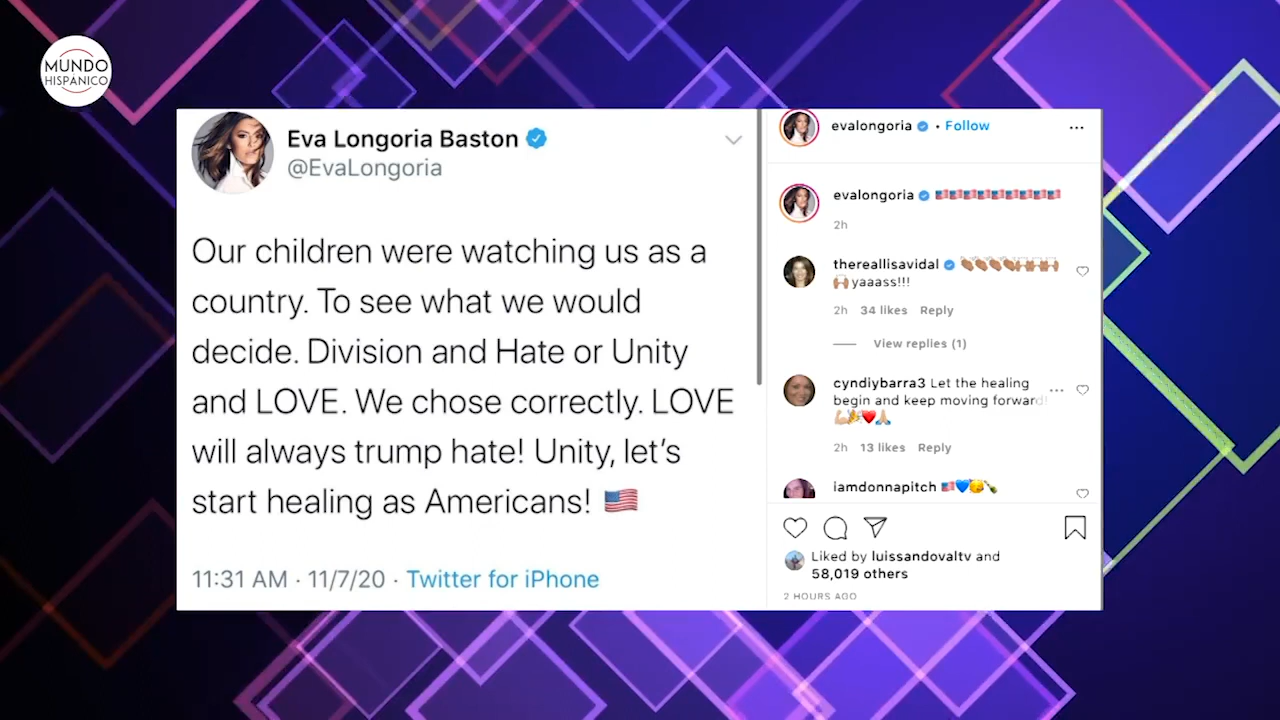 MUNDO
HISPÁNICO
Eva Longoria Baston
@EvaLongoria
Our children were watching us as a
country. To see what we would
decide. Division and Hate or Unity
and LOVE. We chose correctly. LOVE
will always trump hate! Unity, let's
start healing as Americans! 🇺🇸
11:31 AM · 11/7/20 · Twitter for iPhone
evalongoria • Follow
evalongoria 🇺🇸🇺🇸🇺🇸🇺🇸🇺🇸🇺🇸🇺🇸🇺🇸🇺🇸
2h
thereallisavidal 👏🏽👏🏽👏🏽👏🏽🙌🏽🙌🏽🙌🏽
🙌🏽 yaaass!!!
2h 34 likes Reply
View replies (1)
cyndiybarra3 Let the healing
begin and keep moving forward!
💪🏼🎉❤️🙏🏼
2h 13 likes Reply
iamdonnapitch 🇺🇸💙🥳🍾
Liked by luissandovaltv and
58,019 others
2 HOURS AGO